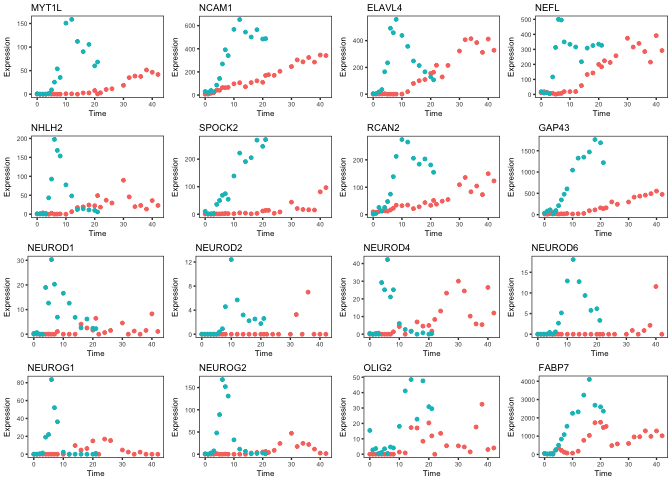 MYT1L NCAM1 ELAVL4 NEFL
Expression 150 100 50 0 Expression 600 400 200 0 Expression 400 200 0 Expression 500 400 300 200 100 0
0 10 20 30 40 0 10 20 30 40 0 10 20 30 40 0 10 20 30 40
Time Time Time Time
NHLH2 SPOCK2 RCAN2 GAP43
Expression 200 150 100 50 0 Expression 200 100 0 Expression 250 200 150 100 50 0 Expression 1500 1000 500 0
0 10 20 30 40 0 10 20 30 40 0 10 20 30 40 0 10 20 30 40
Time Time Time Time
NEUROD1 NEUROD2 NEUROD4 NEUROD6
Expression 30 20 10 0 Expression 12 8 4 0 Expression 30 20 10 0 Expression 15 10 5 0
0 10 20 30 40 0 10 20 30 40 0 10 20 30 40 0 10 20 30 40
Time Time Time Time
NEUROG1 NEUROG2 OLIG2 FABP7
Expression 80 60 40 20 0 Expression 150 100 50 0 Expression 50 40 30 20 10 0 Expression 4000 3000 2000 1000 0
0 10 20 30 40 0 10 20 30 40 0 10 20 30 40 0 10 20 30 40
Time Time Time Time